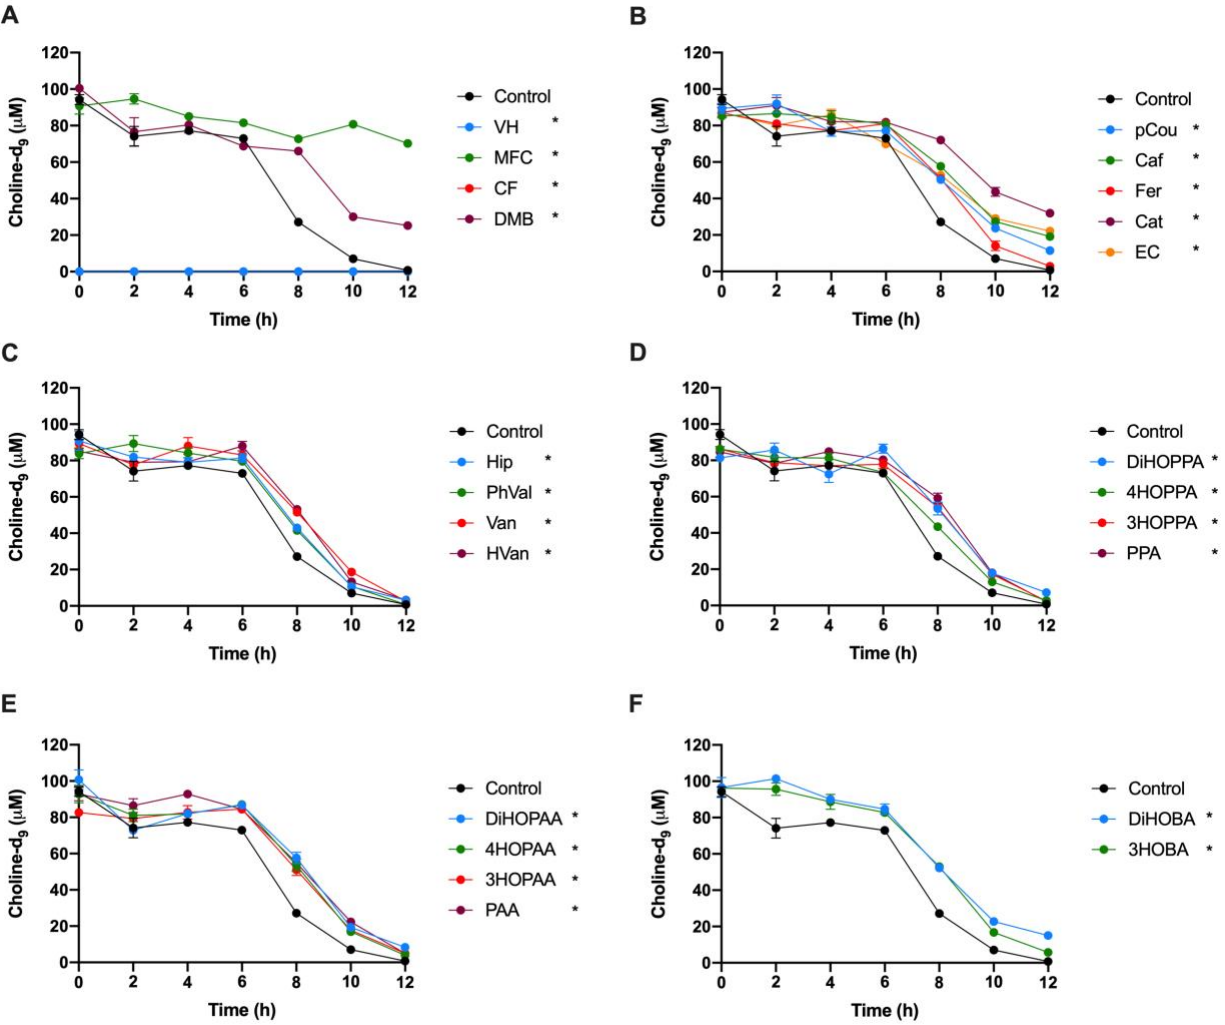 A
Choline-d9 (μM)
120
100
80
60
40
20
0
0 2 4 6 8 10 12
Time (h)
Control
VH *
MFC *
CF *
DMB *
B
Choline-d9 (μM)
120
100
80
60
40
20
0
0 2 4 6 8 10 12
Time (h)
Control
pCou *
Caf *
Fer *
Cat *
EC *
C
Choline-d9 (μM)
120
100
80
60
40
20
0
0 2 4 6 8 10 12
Time (h)
Control
Hip *
PhVal *
Van *
HVan *
D
Choline-d9 (μM)
120
100
80
60
40
20
0
0 2 4 6 8 10 12
Time (h)
Control
DiHOPPA *
4HOPPA *
3HOPPA *
PPA *
E
Choline-d9 (μM)
120
100
80
60
40
20
0
0 2 4 6 8 10 12
Time (h)
Control
DiHOPAA *
4HOPAA *
3HOPAA *
PAA *
F
Choline-d9 (μM)
120
100
80
60
40
20
0
0 2 4 6 8 10 12
Time (h)
Control
DiHOBA *
3HOBA *